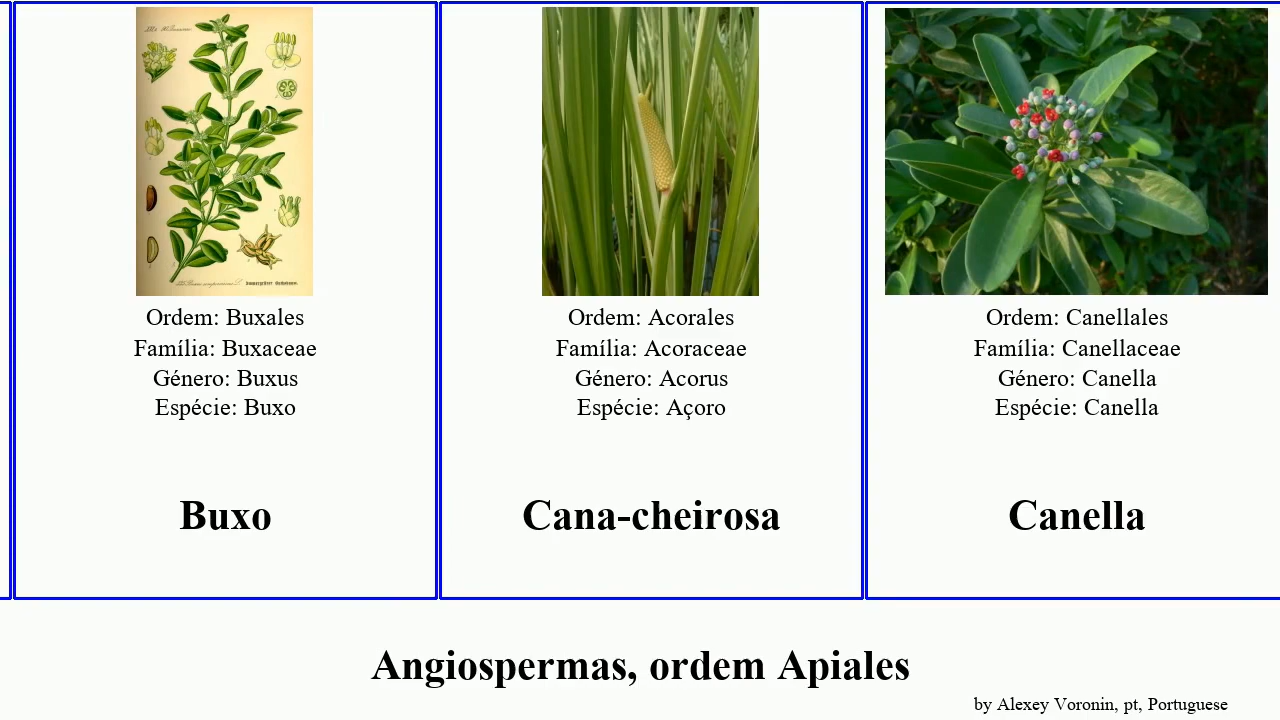 Ordem: Buxales
Família: Buxaceae
Género: Buxus
Espécie: Buxo
Buxo
Ordem: Acorales
Família: Acoraceae
Género: Acorus
Espécie: Açoro
Cana-cheirosa
Ordem: Canellales
Família: Canellaceae
Género: Canella
Espécie: Canella
Canella
Angiospermas, ordem Apiales
by Alexey Voronin, pt, Portuguese